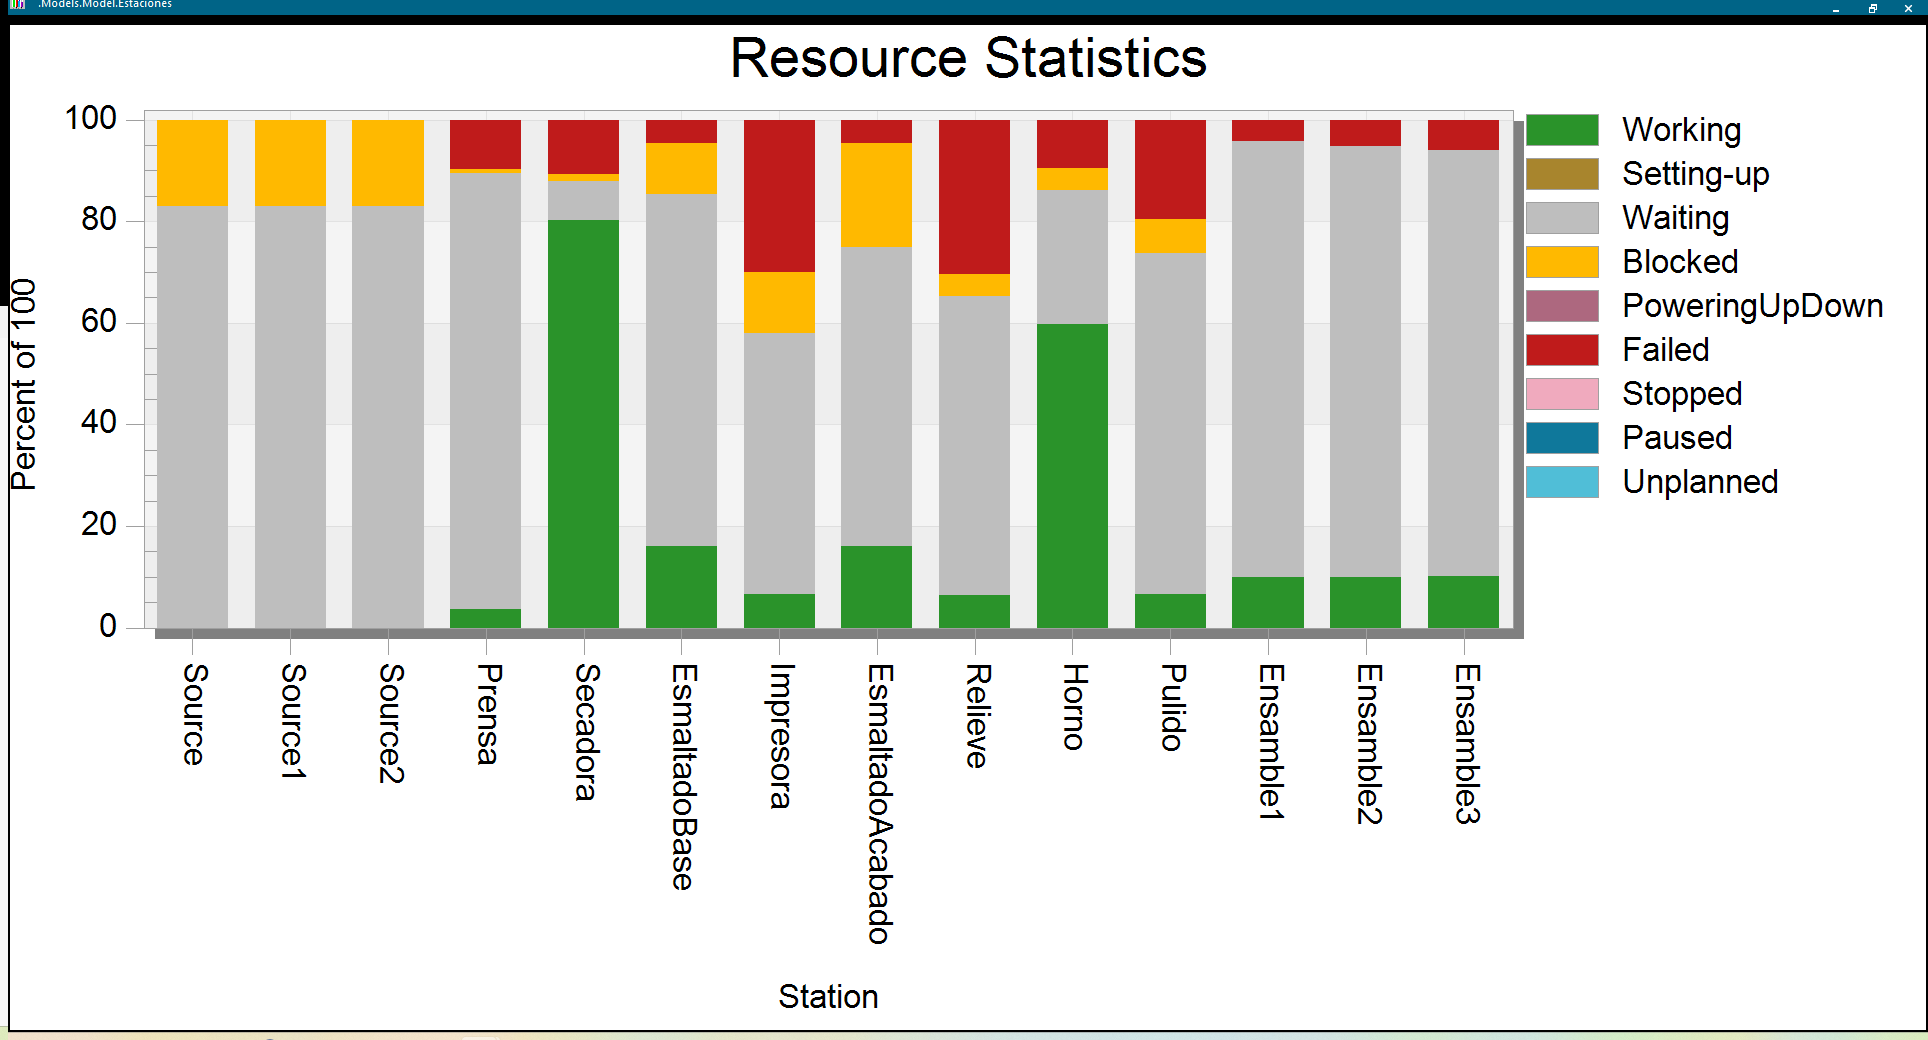 .Models.Model.Estaciones
Resource Statistics
Percent of 100
100
80
60
40
20
0
Source
Source1
Source2
Prensa
Secadora
EsmaltadoBase
Impresora
EsmaltadoAcabado
Relieve
Horno
Pulido
Ensamble1
Ensamble2
Ensamble3
Station
Working
Setting-up
Waiting
Blocked
PoweringUpDown
Failed
Stopped
Paused
Unplanned